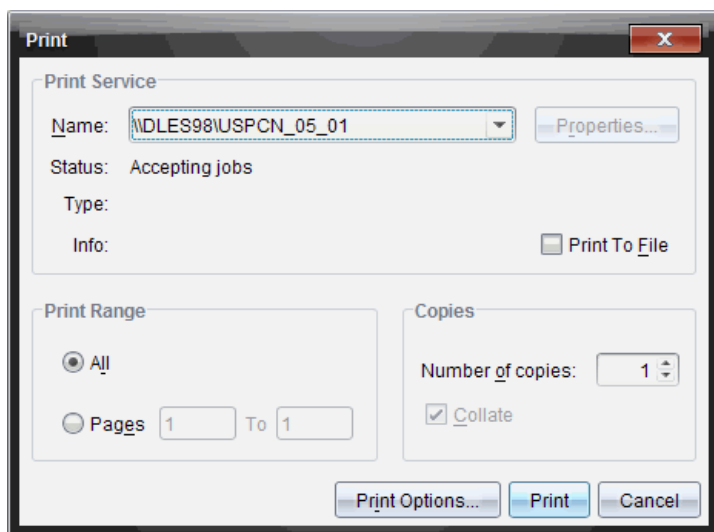 Print
Print Service
Name: \\DLES98\USPCN_05_01 Properties...
Status: Accepting jobs
Type:
Info: Print To File
Print Range
All
Pages 1 To 1
Copies
Number of copies: 1
Collate
Print Options... Print Cancel